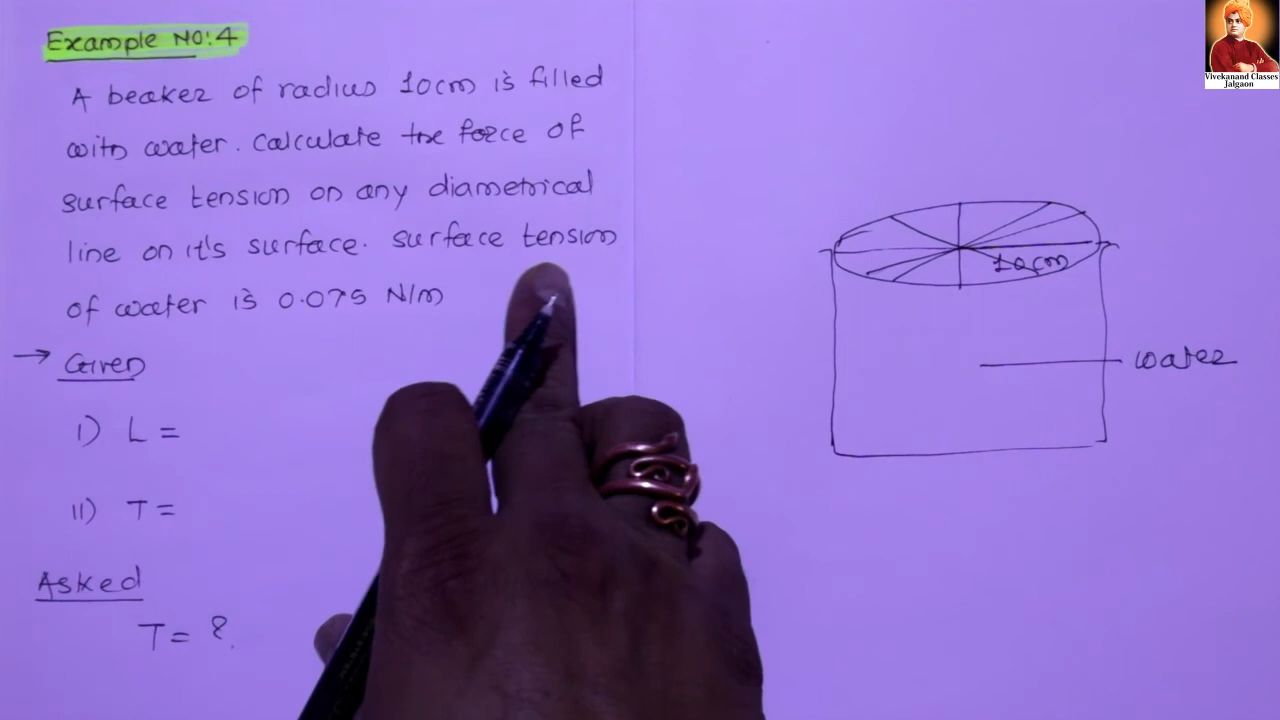 Example NO:4
A beaker of radius 10cm is filled
with water. Calculate the force of
surface tension on any diametrical
line on it's surface. surface tension
of water is 0.075 N/m
→ Given
I) L =
II) T =
Asked
T = ?
10cm
water
Vivekanand Classes
Jalgaon